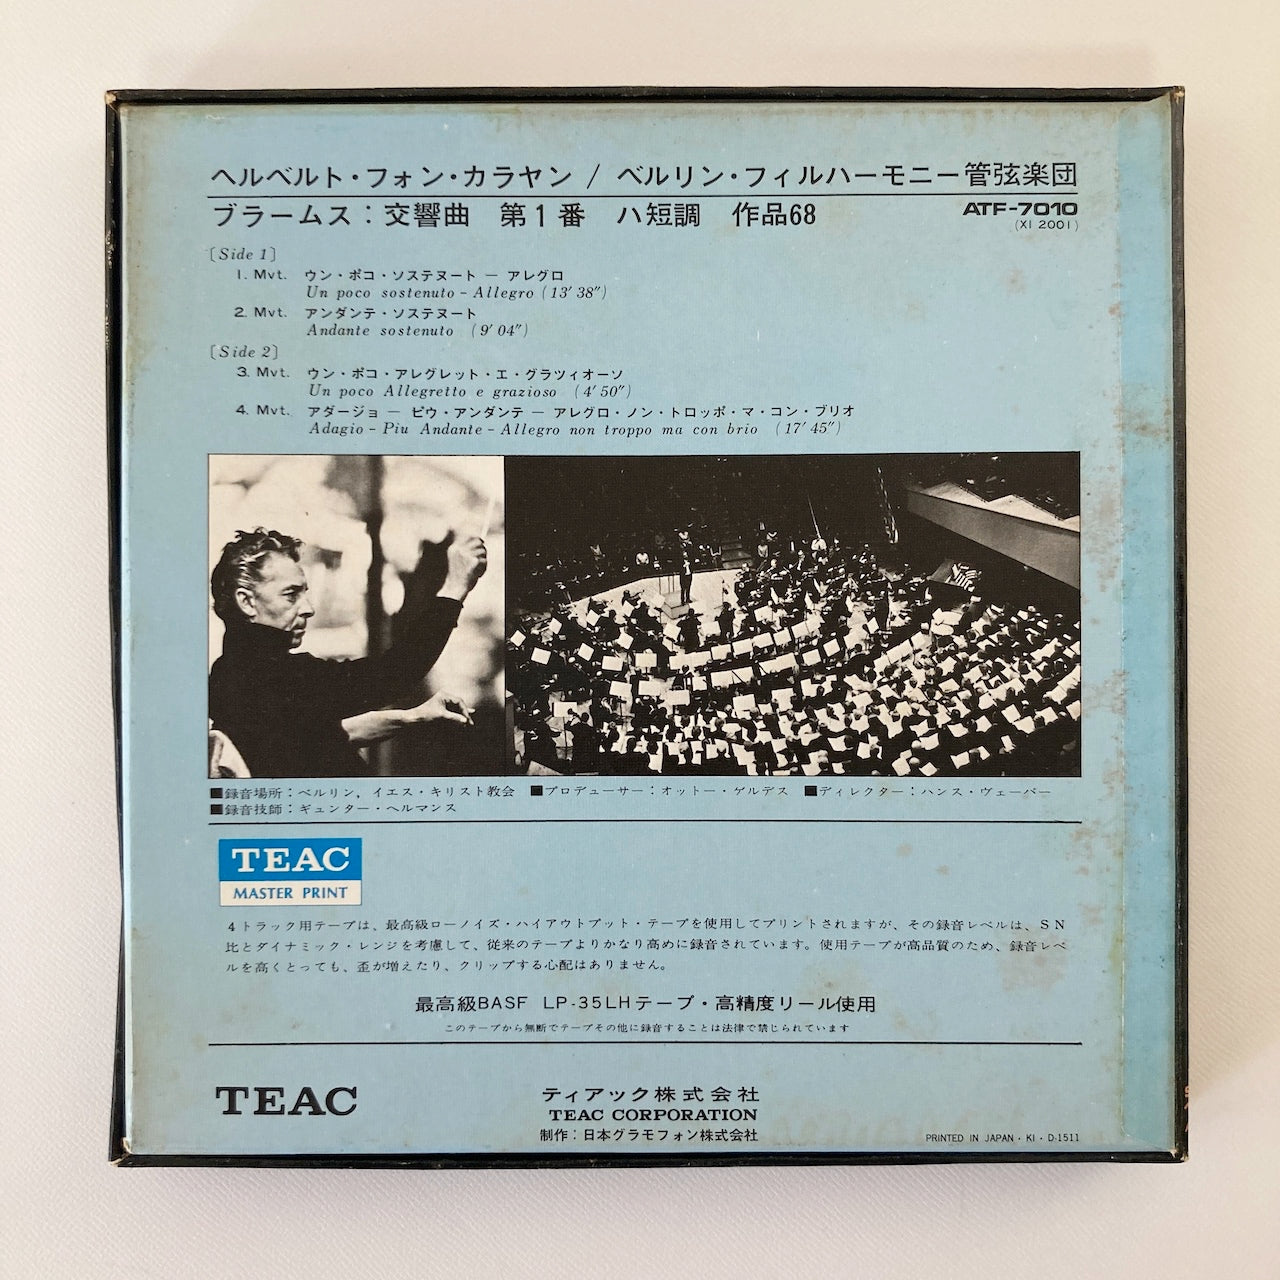 ヘルベルト・フォン・カラヤン / ベルリン・フィルハーモニー管弦楽団
ブラームス：交響曲 第1番 ハ短調 作品68 ATF-7010
(XI 2001)
〔Side 1〕
1. Mvt. ウン・ポコ・ソステヌート － アレグロ
Un poco sostenuto – Allegro (13′ 38″)
2. Mvt. アンダンテ・ソステヌート
Andante sostenuto (9′ 04″)
〔Side 2〕
3. Mvt. ウン・ポコ・アレグレット・エ・グラツィオーソ
Un poco Allegretto e grazioso (4′ 50″)
4. Mvt. アダージョ － ピウ・アンダンテ － アレグロ・ノン・トロッポ・マ・コン・ブリオ
Adagio – Piu Andante – Allegro non troppo ma con brio (17′ 45″)
■録音場所：ベルリン，イエス・キリスト教会 ■プロデューサー：オットー・ゲルデス ■ディレクター：ハンス・ヴェーバー
■録音技師：ギュンター・ヘルマンス
TEAC
MASTER PRINT
4トラック用テープは、最高級ローノイズ・ハイアウトプット・テープを使用してプリントされますが、その録音レベルは、SN
比とダイナミック・レンジを考慮して、従来のテープよりかなり高めに録音されています。使用テープが高品質のため、録音レベ
ルを高くとっても、歪が増えたり、クリップする心配はありません。
最高級BASF LP-35LHテープ・高精度リール使用
このテープから無断でテープその他に録音することは法律で禁じられています
TEAC ティアック株式会社
TEAC CORPORATION
制作：日本グラモフォン株式会社 PRINTED IN JAPAN・KI・D-1511